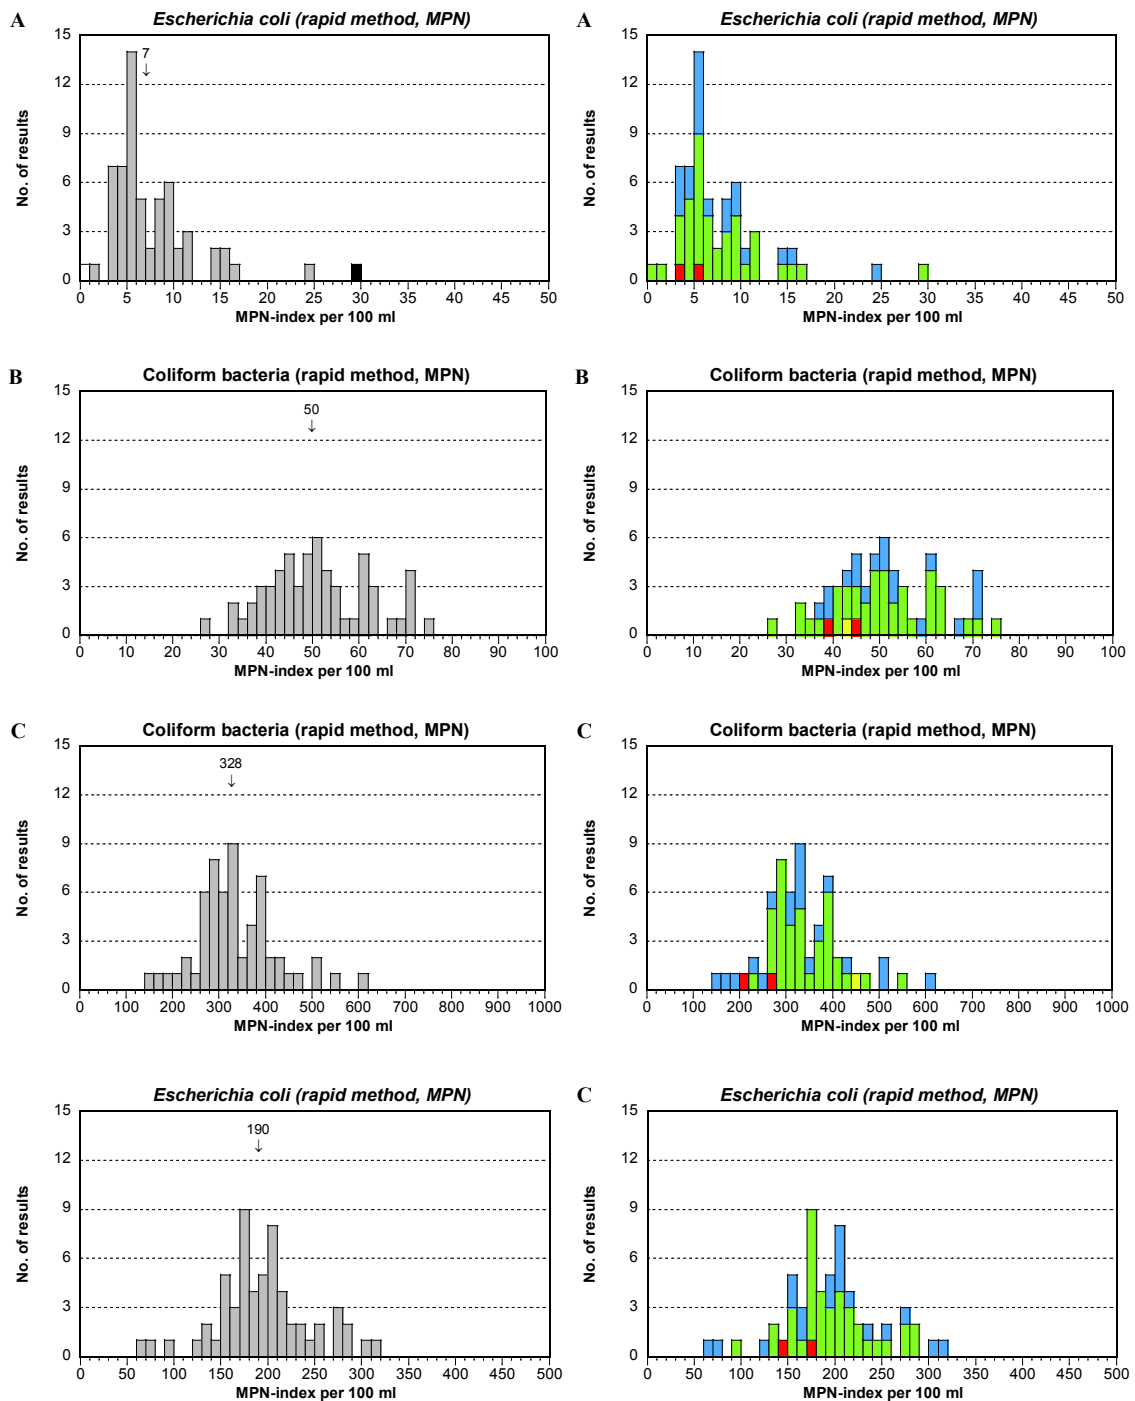 A
Escherichia coli (rapid method, MPN)
15
12
9
6
3
0
No. of results
7
↓
0 5 10 15 20 25 30 35 40 45 50
MPN-index per 100 ml
A
Escherichia coli (rapid method, MPN)
15
12
9
6
3
0
No. of results
0 5 10 15 20 25 30 35 40 45 50
MPN-index per 100 ml
B
Coliform bacteria (rapid method, MPN)
15
12
9
6
3
0
No. of results
50
↓
0 10 20 30 40 50 60 70 80 90 100
MPN-index per 100 ml
B
Coliform bacteria (rapid method, MPN)
15
12
9
6
3
0
No. of results
0 10 20 30 40 50 60 70 80 90 100
MPN-index per 100 ml
C
Coliform bacteria (rapid method, MPN)
15
12
9
6
3
0
No. of results
328
↓
0 100 200 300 400 500 600 700 800 900 1000
MPN-index per 100 ml
C
Coliform bacteria (rapid method, MPN)
15
12
9
6
3
0
No. of results
0 100 200 300 400 500 600 700 800 900 1000
MPN-index per 100 ml
Escherichia coli (rapid method, MPN)
15
12
9
6
3
0
No. of results
190
↓
0 50 100 150 200 250 300 350 400 450 500
MPN-index per 100 ml
C
Escherichia coli (rapid method, MPN)
15
12
9
6
3
0
No. of results
0 50 100 150 200 250 300 350 400 450 500
MPN-index per 100 ml